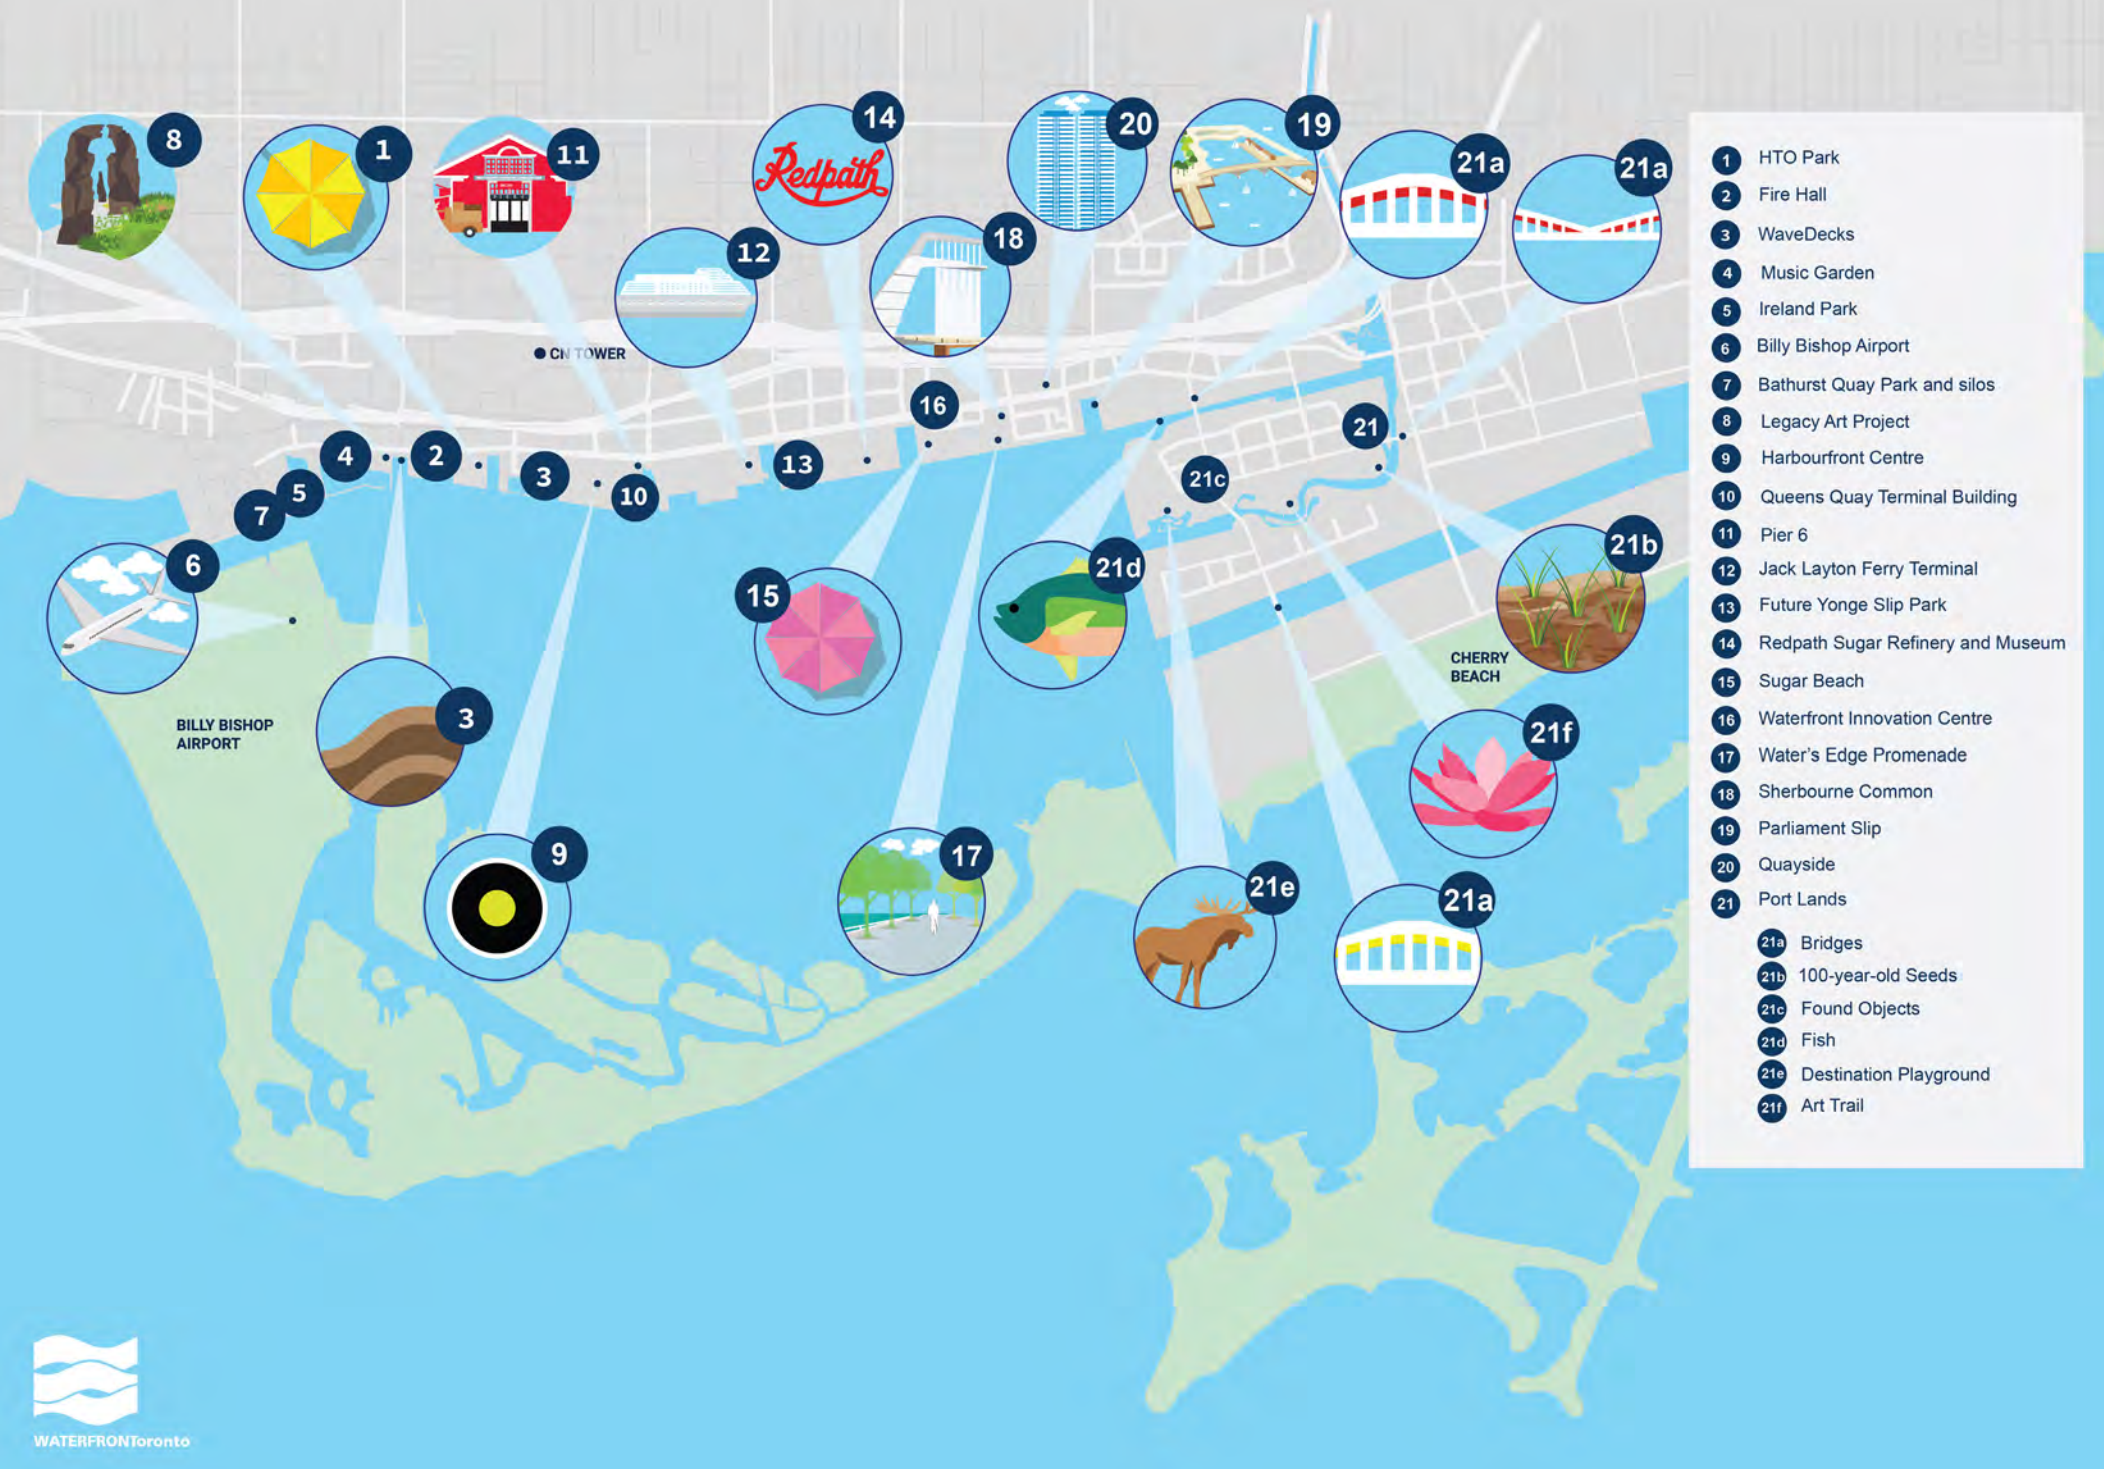 8
1
11
14
20
19
21a
21a
12
18
Redpath
CN TOWER
16
4
2
3
13
21
21c
5
7
10
6
15
21d
21b
CHERRY
BEACH
BILLY BISHOP
AIRPORT
3
21f
9
17
21e
21a
1 HTO Park
2 Fire Hall
3 WaveDecks
4 Music Garden
5 Ireland Park
6 Billy Bishop Airport
7 Bathurst Quay Park and silos
8 Legacy Art Project
9 Harbourfront Centre
10 Queens Quay Terminal Building
11 Pier 6
12 Jack Layton Ferry Terminal
13 Future Yonge Slip Park
14 Redpath Sugar Refinery and Museum
15 Sugar Beach
16 Waterfront Innovation Centre
17 Water's Edge Promenade
18 Sherbourne Common
19 Parliament Slip
20 Quayside
21 Port Lands
21a Bridges
21b 100-year-old Seeds
21c Found Objects
21d Fish
21e Destination Playground
21f Art Trail
WATERFRONToronto